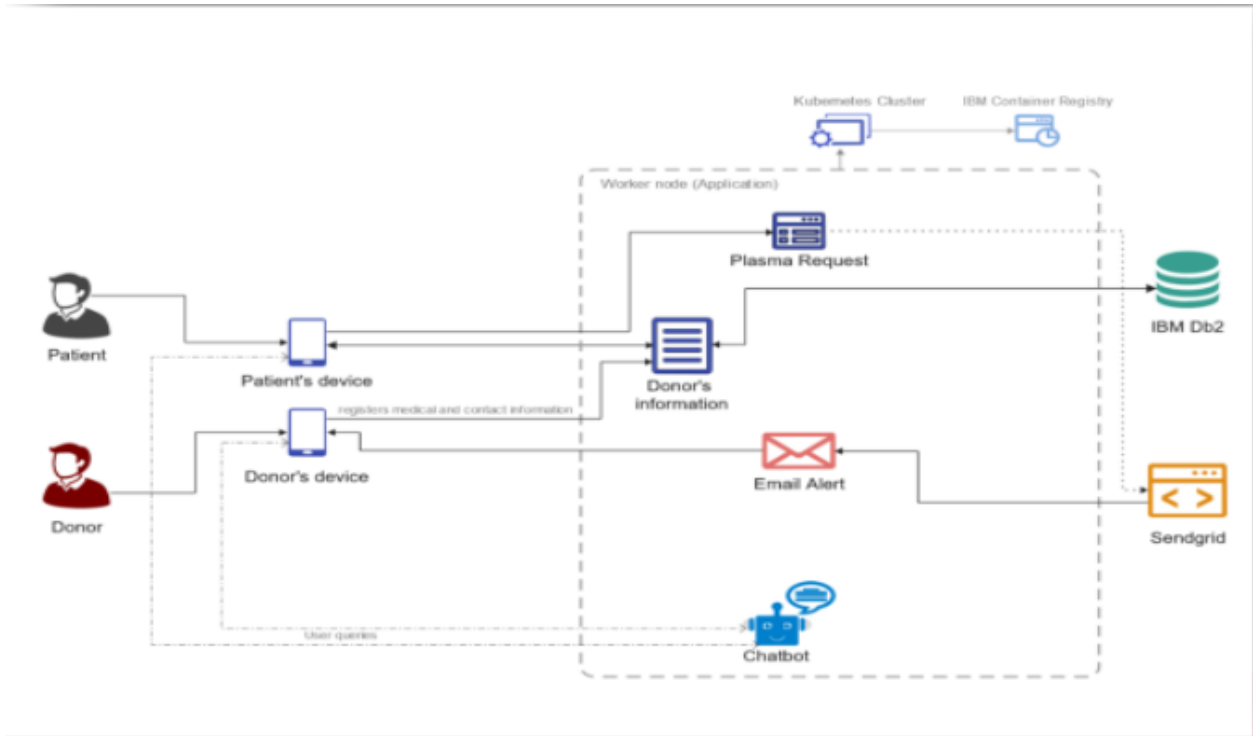 Kubernetes Cluster
IBM Container Registry
Worker node (Application)
Plasma Request
IBM Db2
Patient
Patient's device
Donor's
information
registers medical and contact information
Donor's device
Email Alert
Donor
Sendgrid
User queries
Chatbot